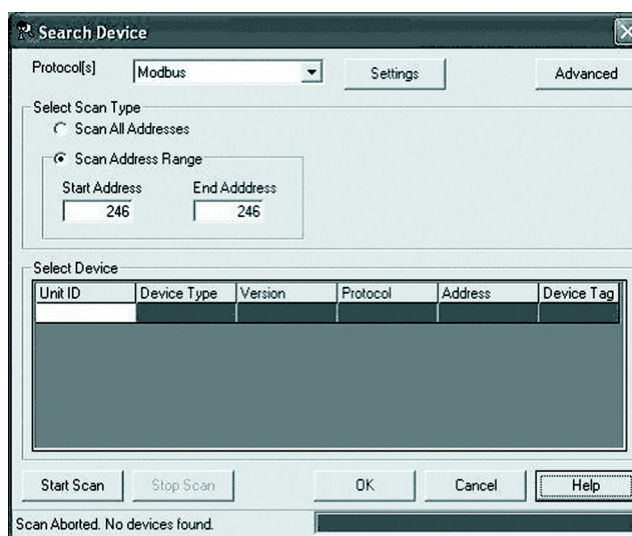 Search Device
Protocol[s] Modbus Settings Advanced
Select Scan Type
Scan All Addresses
Scan Address Range
Start Address End Adddress
246 246
Select Device
Unit ID Device Type Version Protocol Address Device Tag
Start Scan Stop Scan OK Cancel Help
Scan Aborted. No devices found.